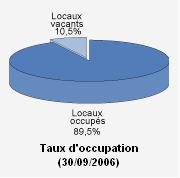 Locaux
vacants
10,5%
Locaux
occupés
89,5%
Taux d'occupation
(30/09/2006)